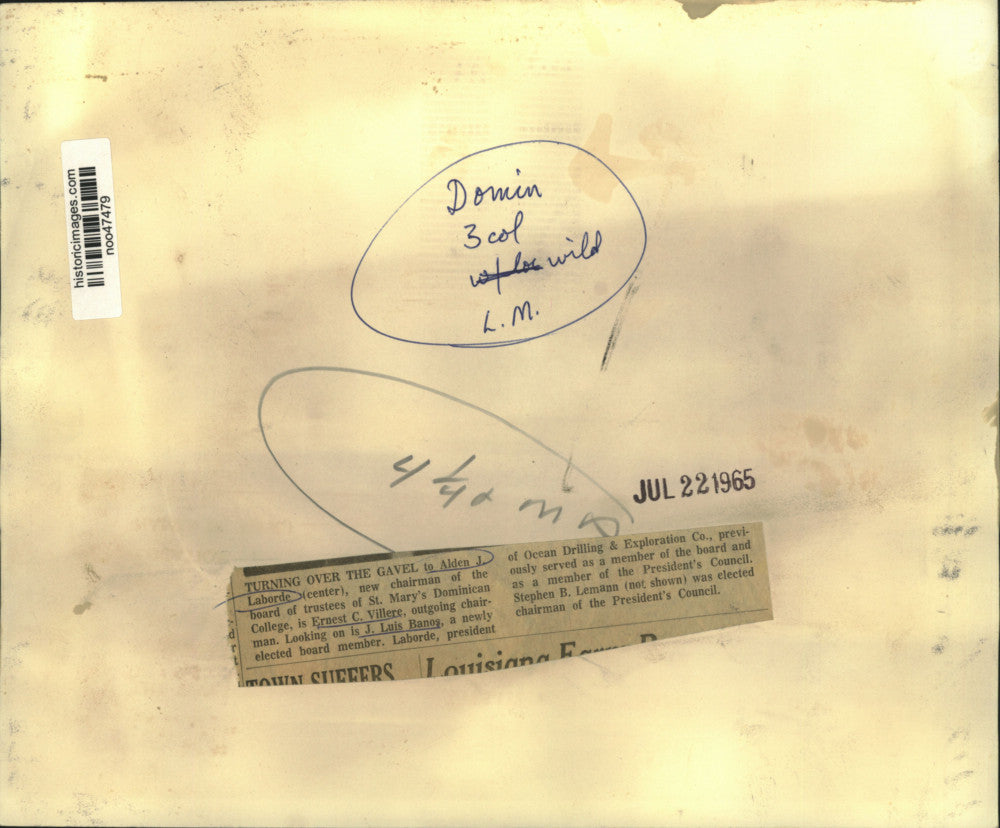 historicimages.com
noo47479
Domin
3 col
wild
L. M.
4 1/4 x
JUL 22 1965
TURNING OVER THE GAVEL to Alden J.
Laborde (center), new chairman of the
board of trustees of St. Mary's Dominican
College, is Ernest C. Villere, outgoing chair-
man. Looking on is J. Luis Banos, a newly
elected board member. Laborde, president
of Ocean Drilling & Exploration Co., previ-
ously served as a member of the board and
as a member of the President's Council.
Stephen B. Lemann (not shown) was elected
chairman of the President's Council.
TOWN SUFFERS
Louisiana